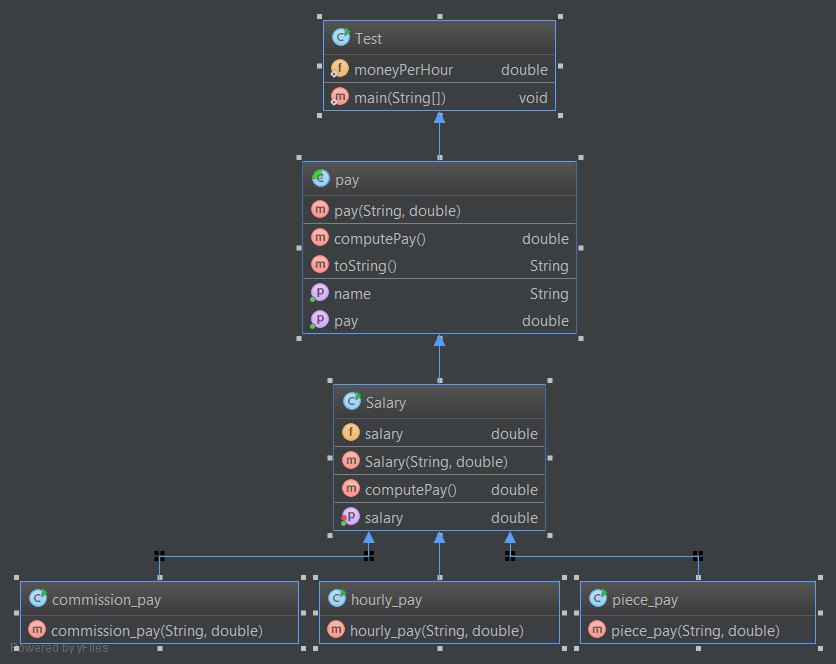 Test
moneyPerHour double
main(String[]) void
pay
pay(String, double)
computePay() double
toString() String
name String
pay double
Salary
salary double
Salary(String, double)
computePay() double
salary double
commission_pay hourly_pay piece_pay
commission_pay(String, double) hourly_pay(String, double) piece_pay(String, double)
Powered by yFiles